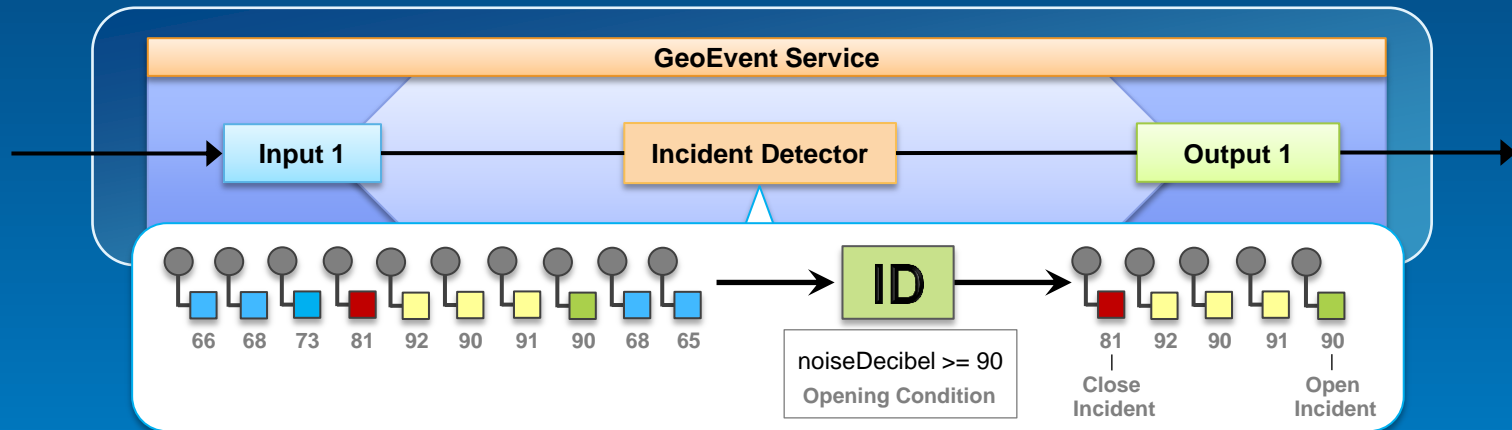 GeoEvent Service
Input 1
Incident Detector
Output 1
ID
66 68 73 81 92 90 91 90 68 65
81 92 90 91 90
noiseDecibel >= 90
Opening Condition
Close
Incident
Open
Incident